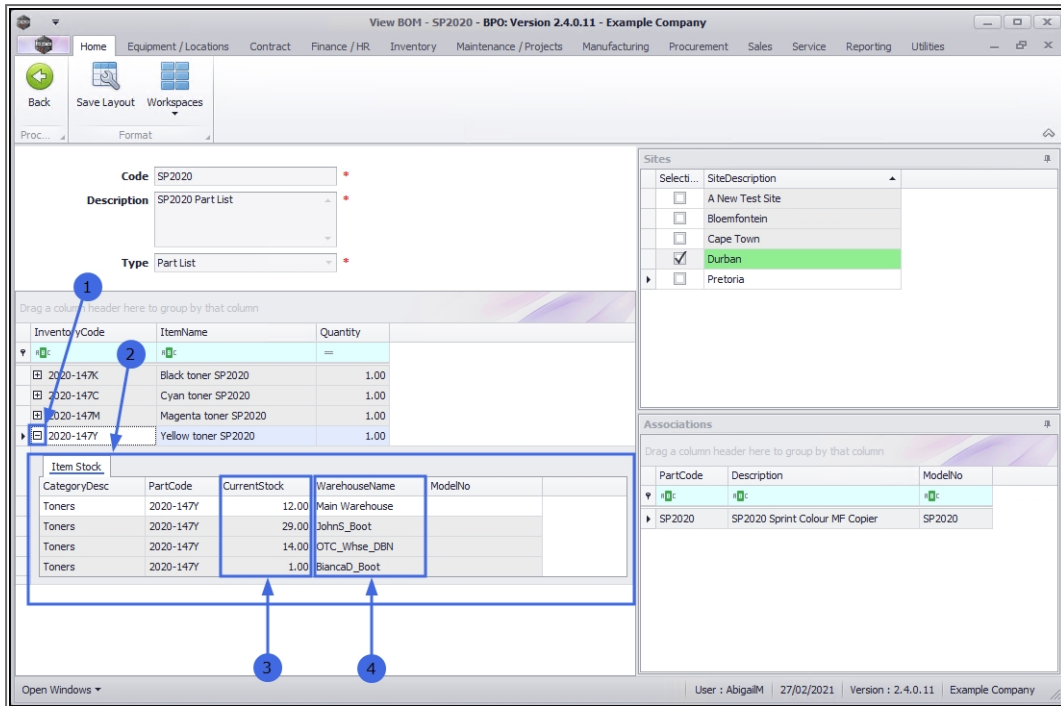 View BOM - SP2020 - BPO: Version 2.4.0.11 - Example Company
Home Equipment / Locations Contract Finance / HR Inventory Maintenance / Projects Manufacturing Procurement Sales Service Reporting Utilities
Back Save Layout Workspaces
Proc... Format
Code SP2020 *
Description SP2020 Part List *
Type Part List *
1
Drag a column header here to group by that column
InventoryCode ItemName Quantity
2
=
2020-147K Black toner SP2020 1.00
2020-147C Cyan toner SP2020 1.00
2020-147M Magenta toner SP2020 1.00
2020-147Y Yellow toner SP2020 1.00
Item Stock
CategoryDesc PartCode CurrentStock WarehouseName ModelNo
Toners 2020-147Y 12.00 Main Warehouse
Toners 2020-147Y 29.00 JohnS_Boot
Toners 2020-147Y 14.00 OTC_Whse_DBN
Toners 2020-147Y 1.00 BiancaD_Boot
3 4
Sites
Selecti... SiteDescription
A New Test Site
Bloemfontein
Cape Town
Durban
Pretoria
Associations
Drag a column header here to group by that column
PartCode Description ModelNo
SP2020 SP2020 Sprint Colour MF Copier SP2020
Open Windows User : AbigailM 27/02/2021 Version : 2.4.0.11 Example Company